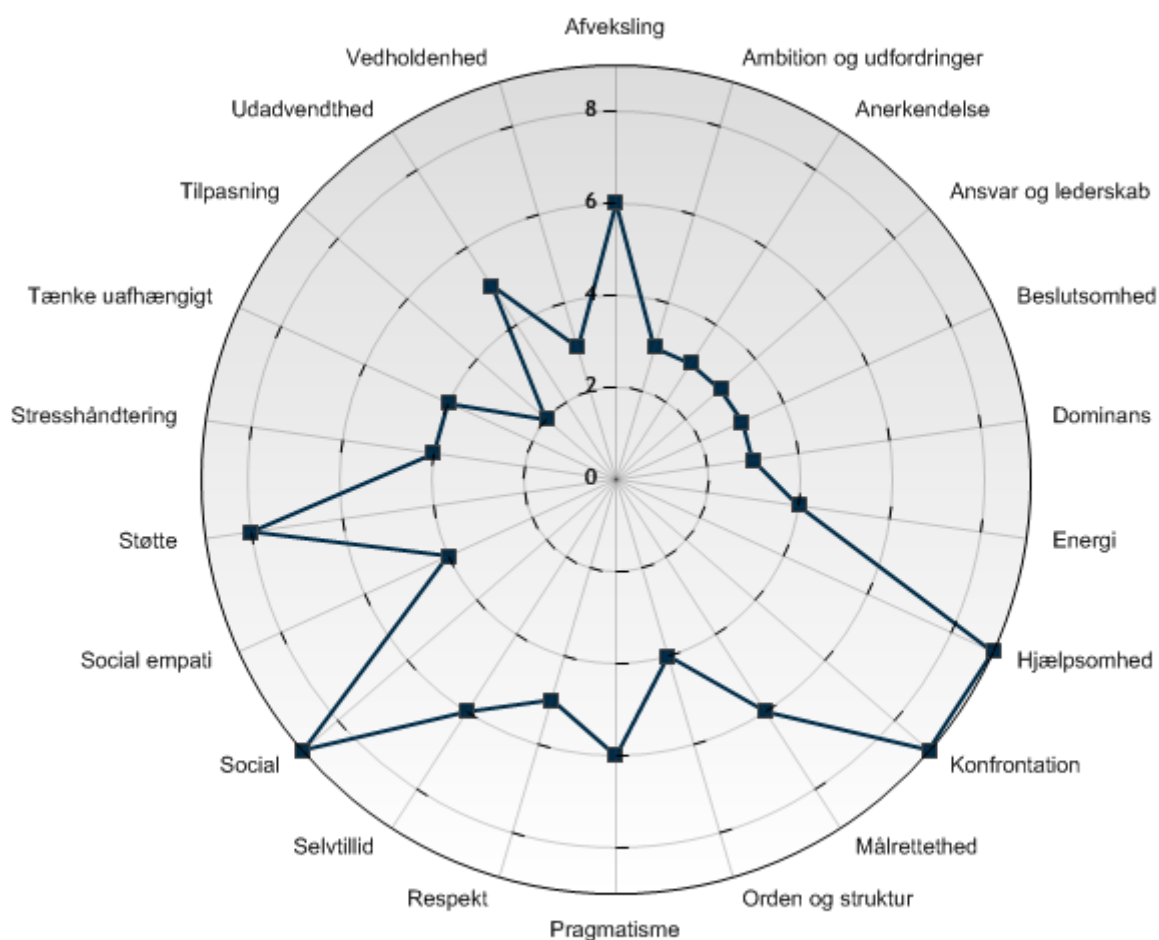 Afveksling
Vedholdenhed
Ambition og udfordringer
Udadvendthed
8
Anerkendelse
Tilpasning
6
Ansvar og lederskab
Tænke uafhængigt
4
Beslutsomhed
Stresshåndtering
2
Dominans
0
Støtte
Energi
Social empati
Hjælpsomhed
Social
Konfrontation
Selvtillid
Målrettethed
Respekt
Orden og struktur
Pragmatisme